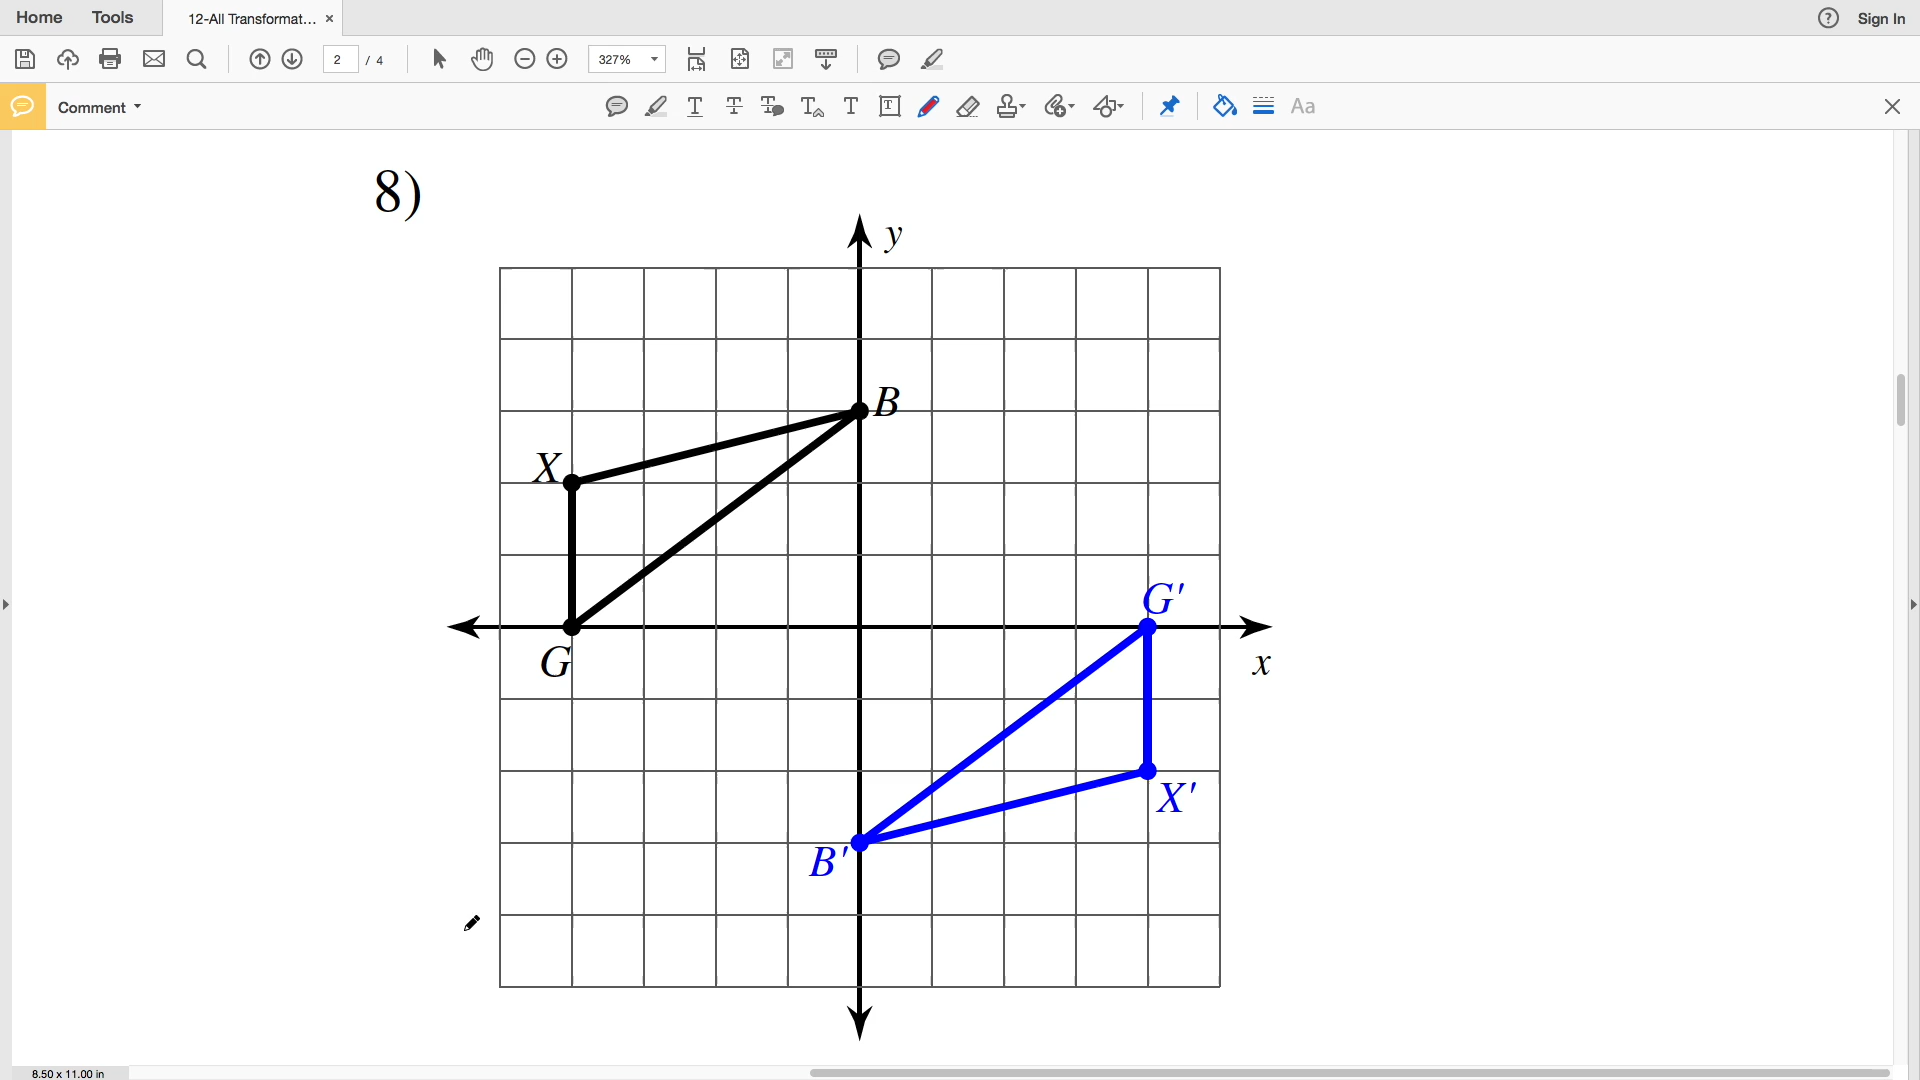 Home Tools 12-All Transformat... × ? Sign In
2 / 4 327%
Comment T T T T T T Aa
8)
y
B
X
G′
G
x
X′
B′
8.50 x 11.00 in